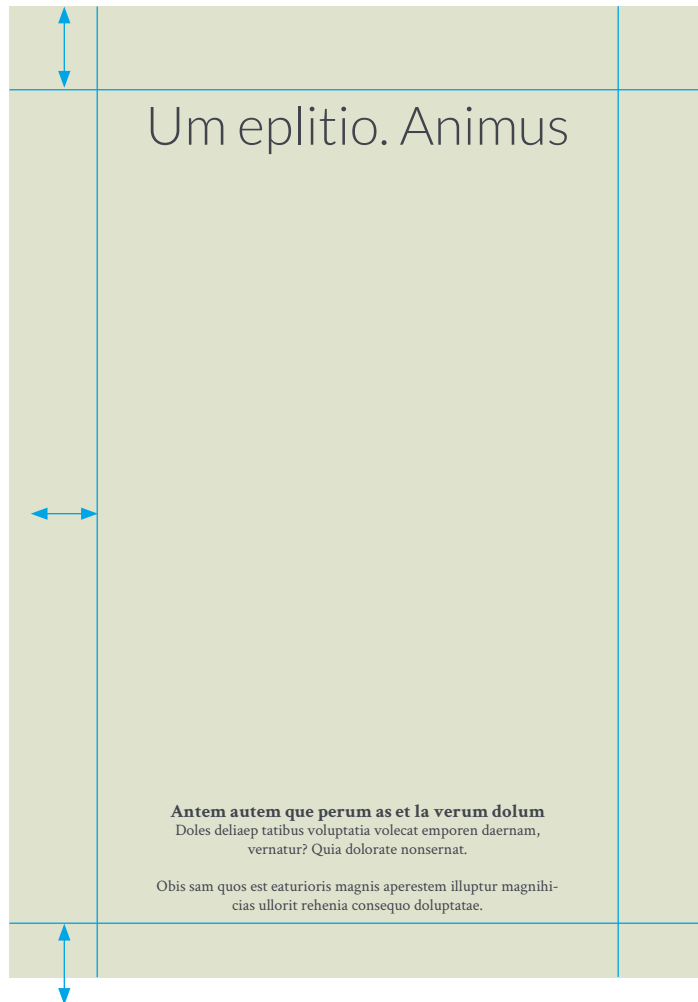 Um eplitio. Animus
Antem autem que perum as et la verum dolum
Doles deliaep tatibus voluptatia volecat emporen daernam,
vernatur? Quia dolorate nonsernat.
Obis sam quos est eaturioris magnis aperestem illuptur magnihi-
cias ullorit rehenia consequo doluptatae.